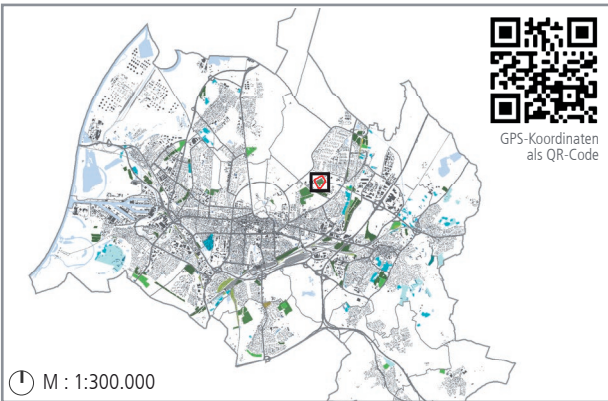 GPS-Koordinaten
als QR-Code
M : 1:300.000